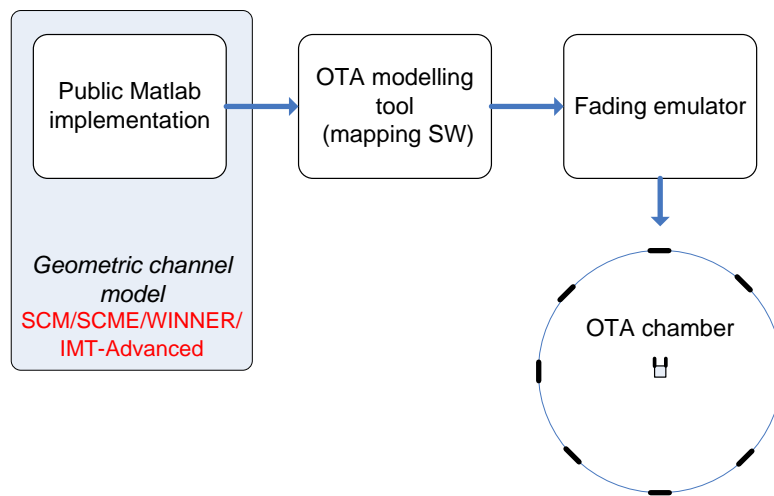 Public Matlab
implementation
OTA modelling
tool
(mapping SW)
Fading emulator
Geometric channel
model
SCM/SCME/WINNER/
IMT-Advanced
OTA chamber